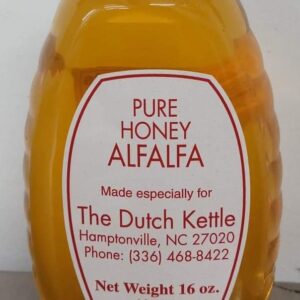 PURE
HONEY
ALFALFA
Made especially for
The Dutch Kettle
Hamptonville, NC 27020
Phone: (336) 468-8422
Net Weight 16 oz.